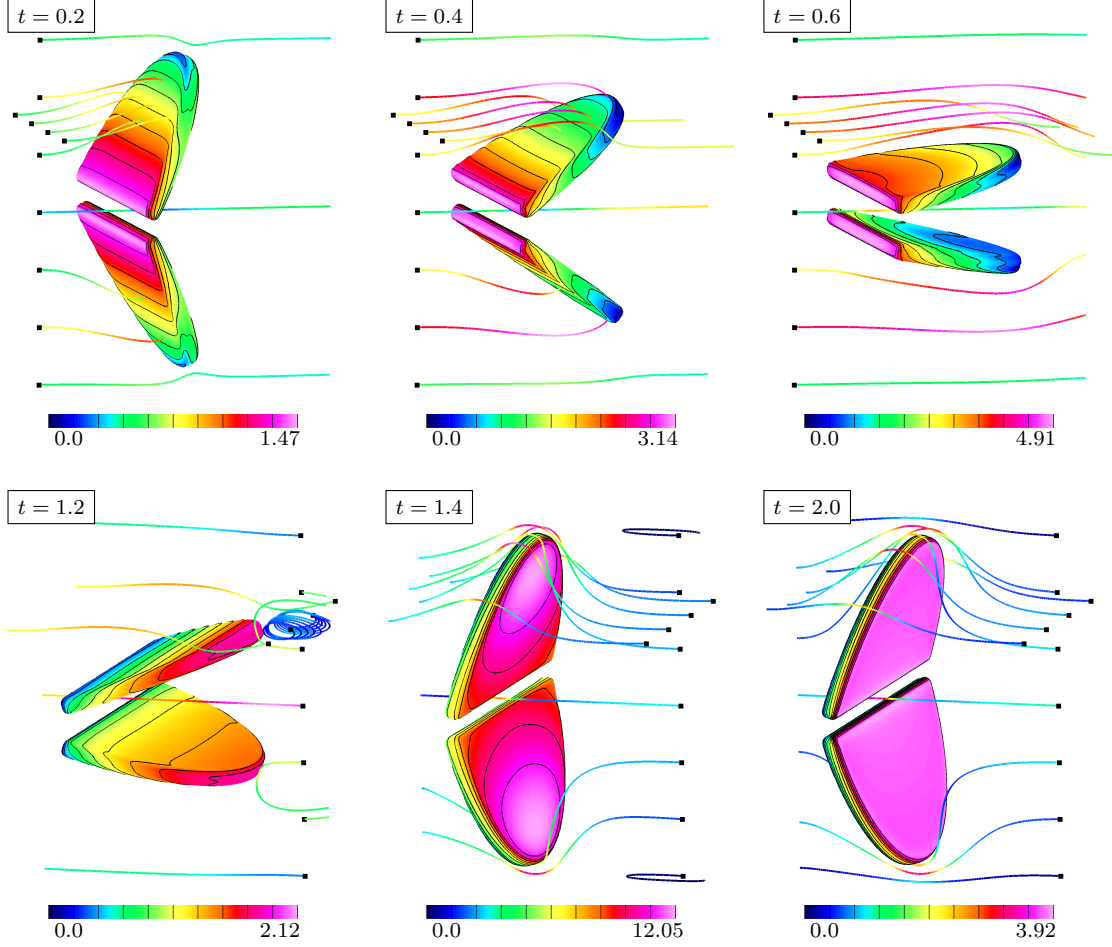 t = 0.2
t = 0.4
t = 0.6
0.0 1.47
0.0 3.14
0.0 4.91
t = 1.2
t = 1.4
t = 2.0
0.0 2.12
0.0 12.05
0.0 3.92